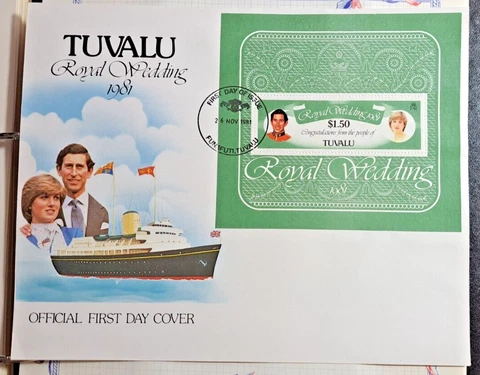 TUVALU
Royal Wedding
1981
OFFICIAL FIRST DAY COVER
FIRST DAY OF ISSUE
26 NOV 1981
FUNAFUTI, TUVALU
Royal Wedding 1981
$1.50
Congratulations from the people of
TUVALU
Royal Wedding
1981